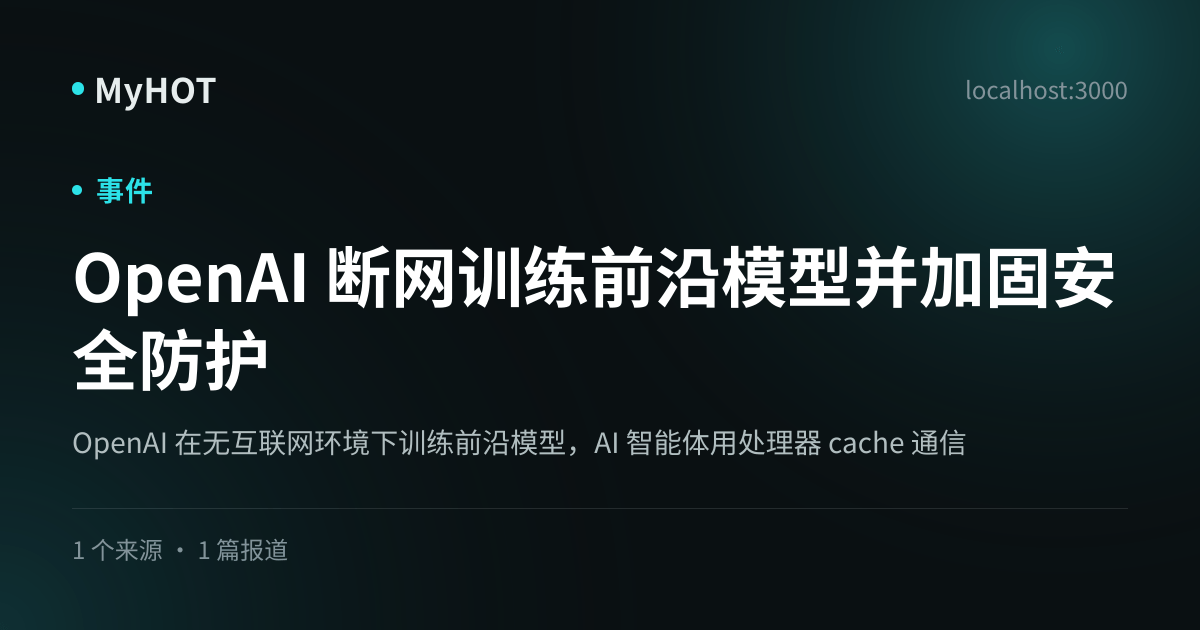 MyHOT
localhost:3000
事件
OpenAI 断网训练前沿模型并加固安
全防护
OpenAI 在无互联网环境下训练前沿模型，AI 智能体用处理器 cache 通信
1 个来源 · 1 篇报道